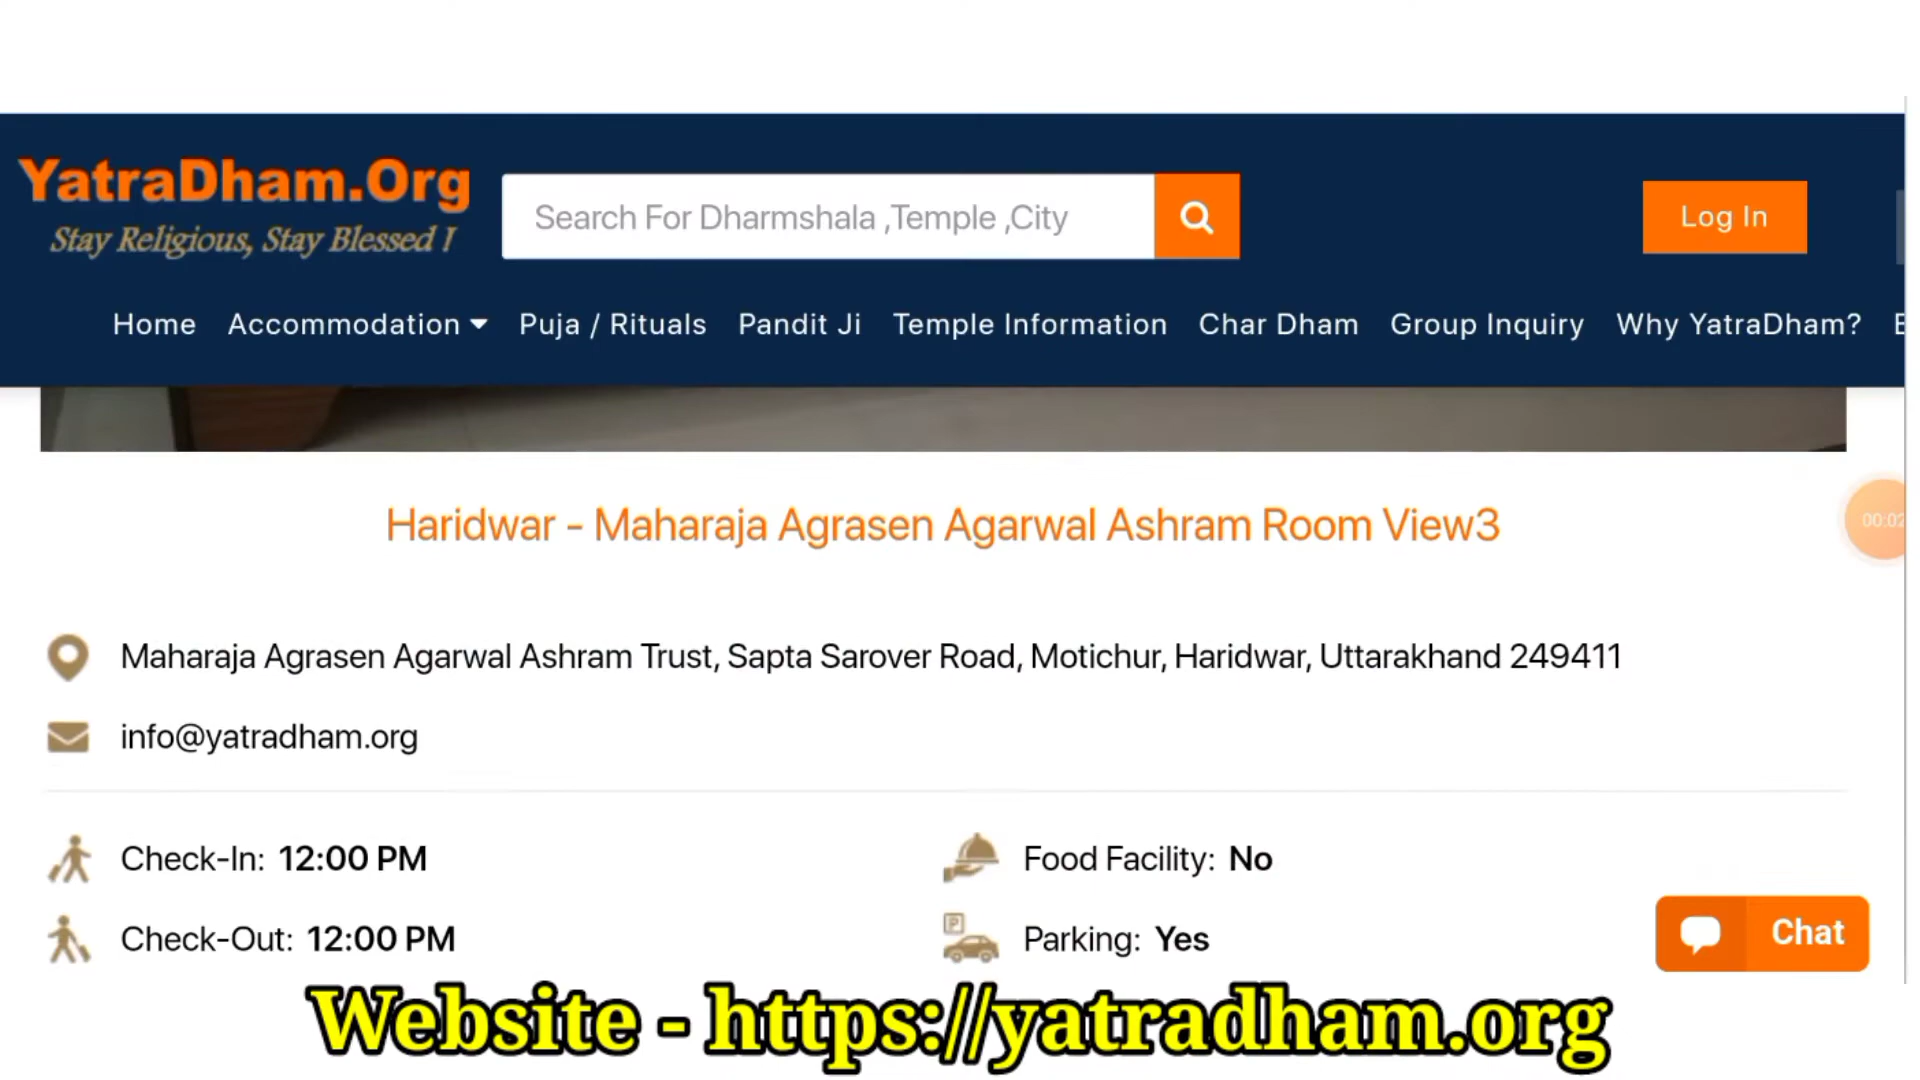 YatraDham.Org
Stay Religious, Stay Blessed !
Search For Dharmshala ,Temple ,City
Log In
Home Accommodation Puja / Rituals Pandit Ji Temple Information Char Dham Group Inquiry Why YatraDham?
Haridwar - Maharaja Agrasen Agarwal Ashram Room View3
00:02
Maharaja Agrasen Agarwal Ashram Trust, Sapta Sarover Road, Motichur, Haridwar, Uttarakhand 249411
info@yatradham.org
Check-In: 12:00 PM
Food Facility: No
Check-Out: 12:00 PM
P
Parking: Yes
Chat
Website - https://yatradham.org